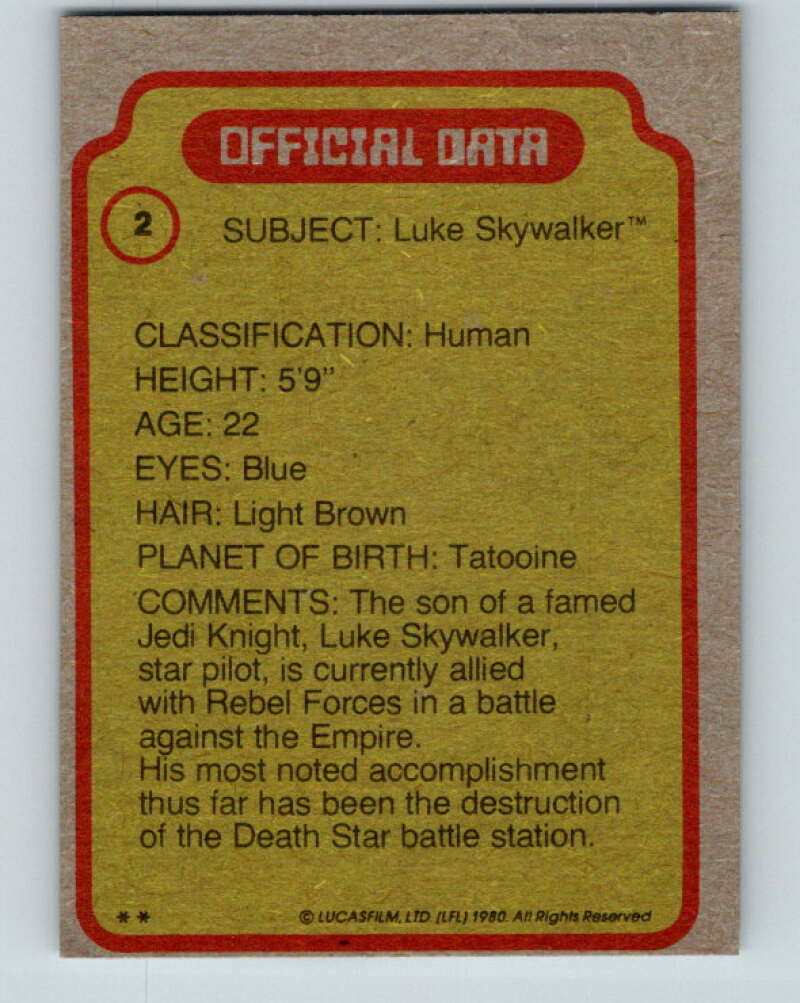 OFFICIAL DATA
2
SUBJECT: Luke Skywalker™
CLASSIFICATION: Human
HEIGHT: 5'9”
AGE: 22
EYES: Blue
HAIR: Light Brown
PLANET OF BIRTH: Tatooine
COMMENTS: The son of a famed
Jedi Knight, Luke Skywalker,
star pilot, is currently allied
with Rebel Forces in a battle
against the Empire.
His most noted accomplishment
thus far has been the destruction
of the Death Star battle station.
** © LUCASFILM, LTD. (LFL) 1980. All Rights Reserved